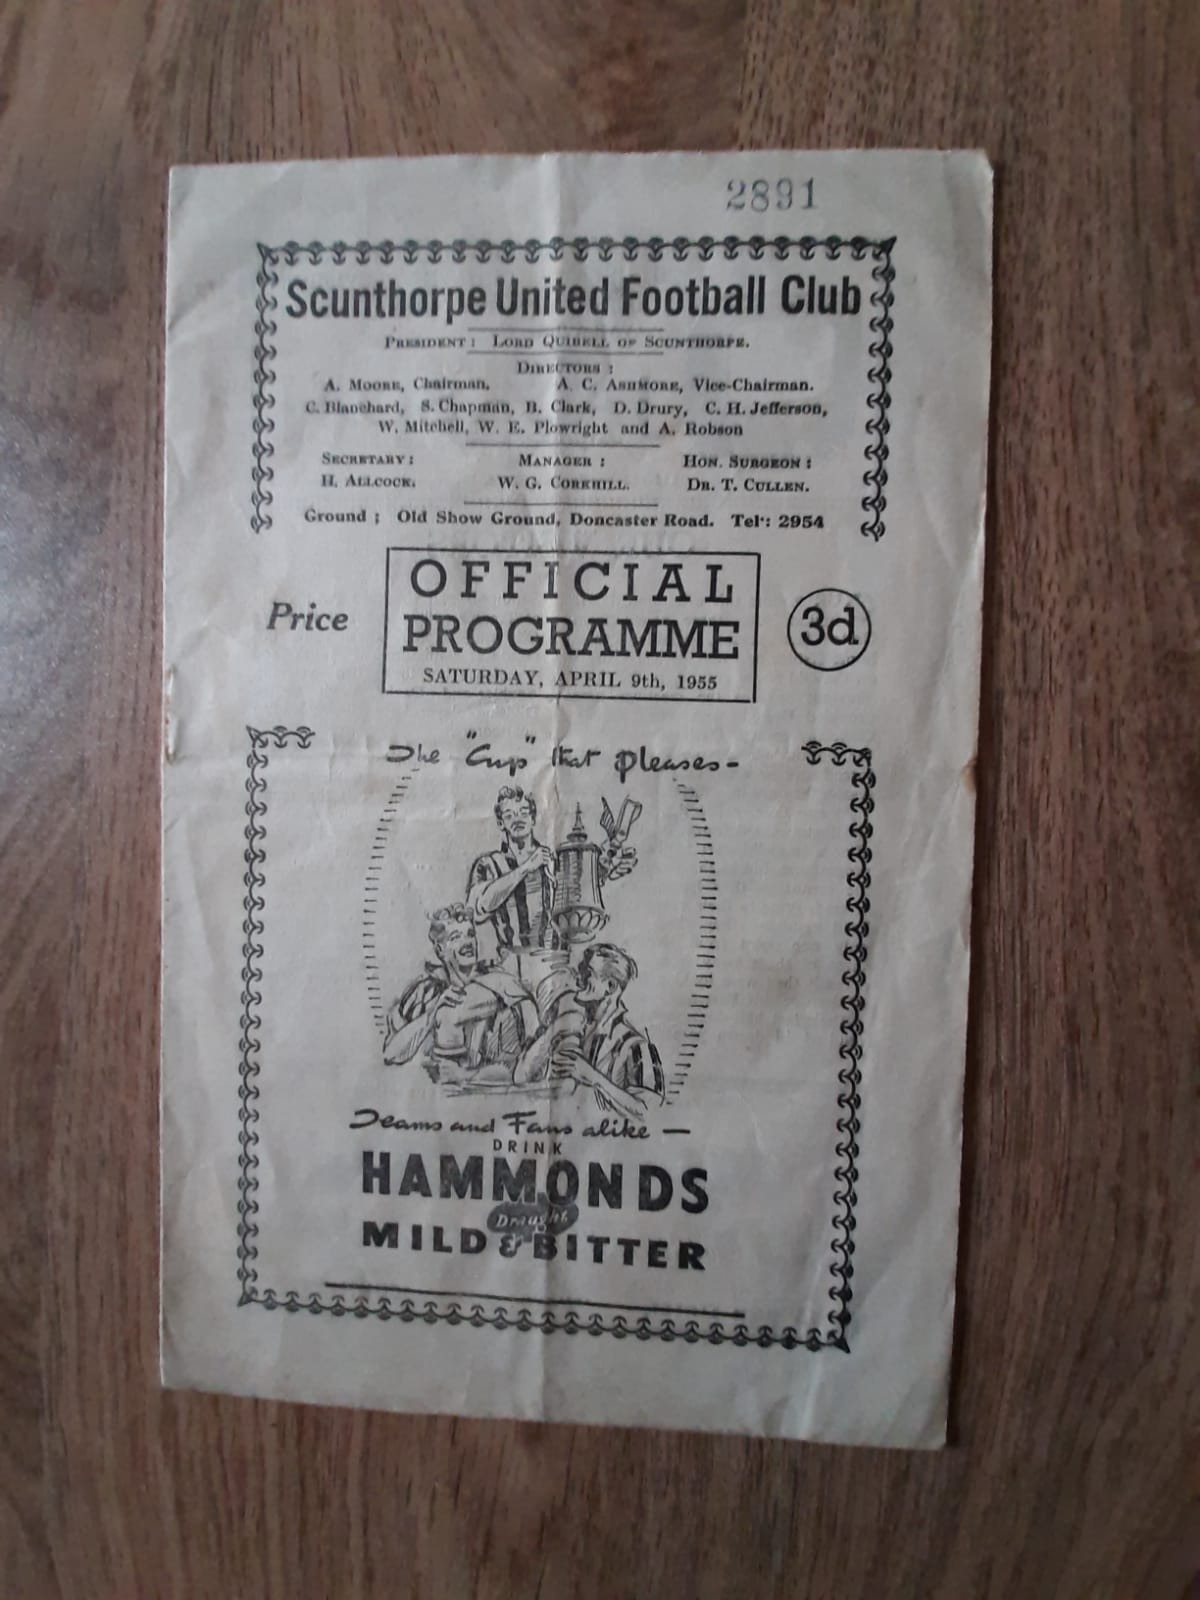 2891
Scunthorpe United Football Club
PRESIDENT : LORD QUIBELL OF SCUNTHORPE.
DIRECTORS :
A. MOORE, Chairman. A. C. ASHMORE, Vice-Chairman.
C. Blanchard, S. Chapman, B. Clark, D. Drury, C. H. Jefferson,
W. Mitchell, W. E. Plowright and A. Robson
SECRETARY : MANAGER : HON. SURGEON :
H. ALLCOCK. W. G. CORKHILL. DR. T. CULLEN.
Ground ; Old Show Ground, Doncaster Road. Tel': 2954
Price OFFICIAL 3d
PROGRAMME
SATURDAY, APRIL 9th, 1955
The "Cup" that pleases-
Teams and Fans alike —
DRINK
HAMMONDS
Draught
MILD & BITTER